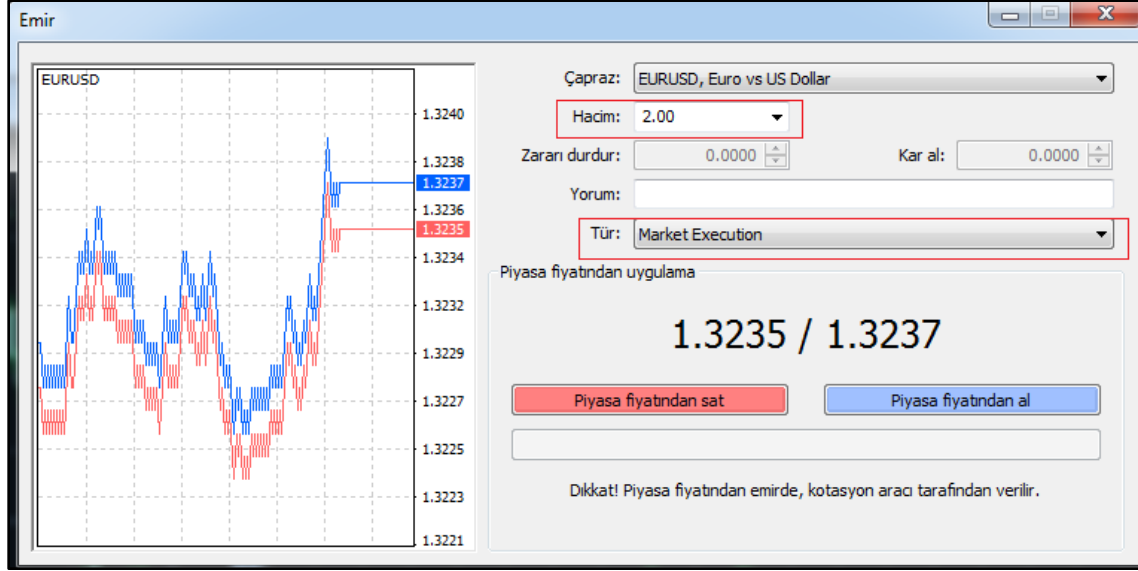 Emir
EURUSD
1.3240
1.3238
1.3237
1.3236
1.3235
1.3234
1.3232
1.3229
1.3227
1.3225
1.3223
1.3221
Çapraz: EURUSD, Euro vs US Dollar
Hacim: 2.00
Zararı durdur: 0.0000 Kar al: 0.0000
Yorum:
Tür: Market Execution
Piyasa fiyatından uygulama
1.3235 / 1.3237
Piyasa fiyatından sat Piyasa fiyatından al
Dıkkat! Piyasa fiyatından emirde, kotasyon aracı tarafından verilir.